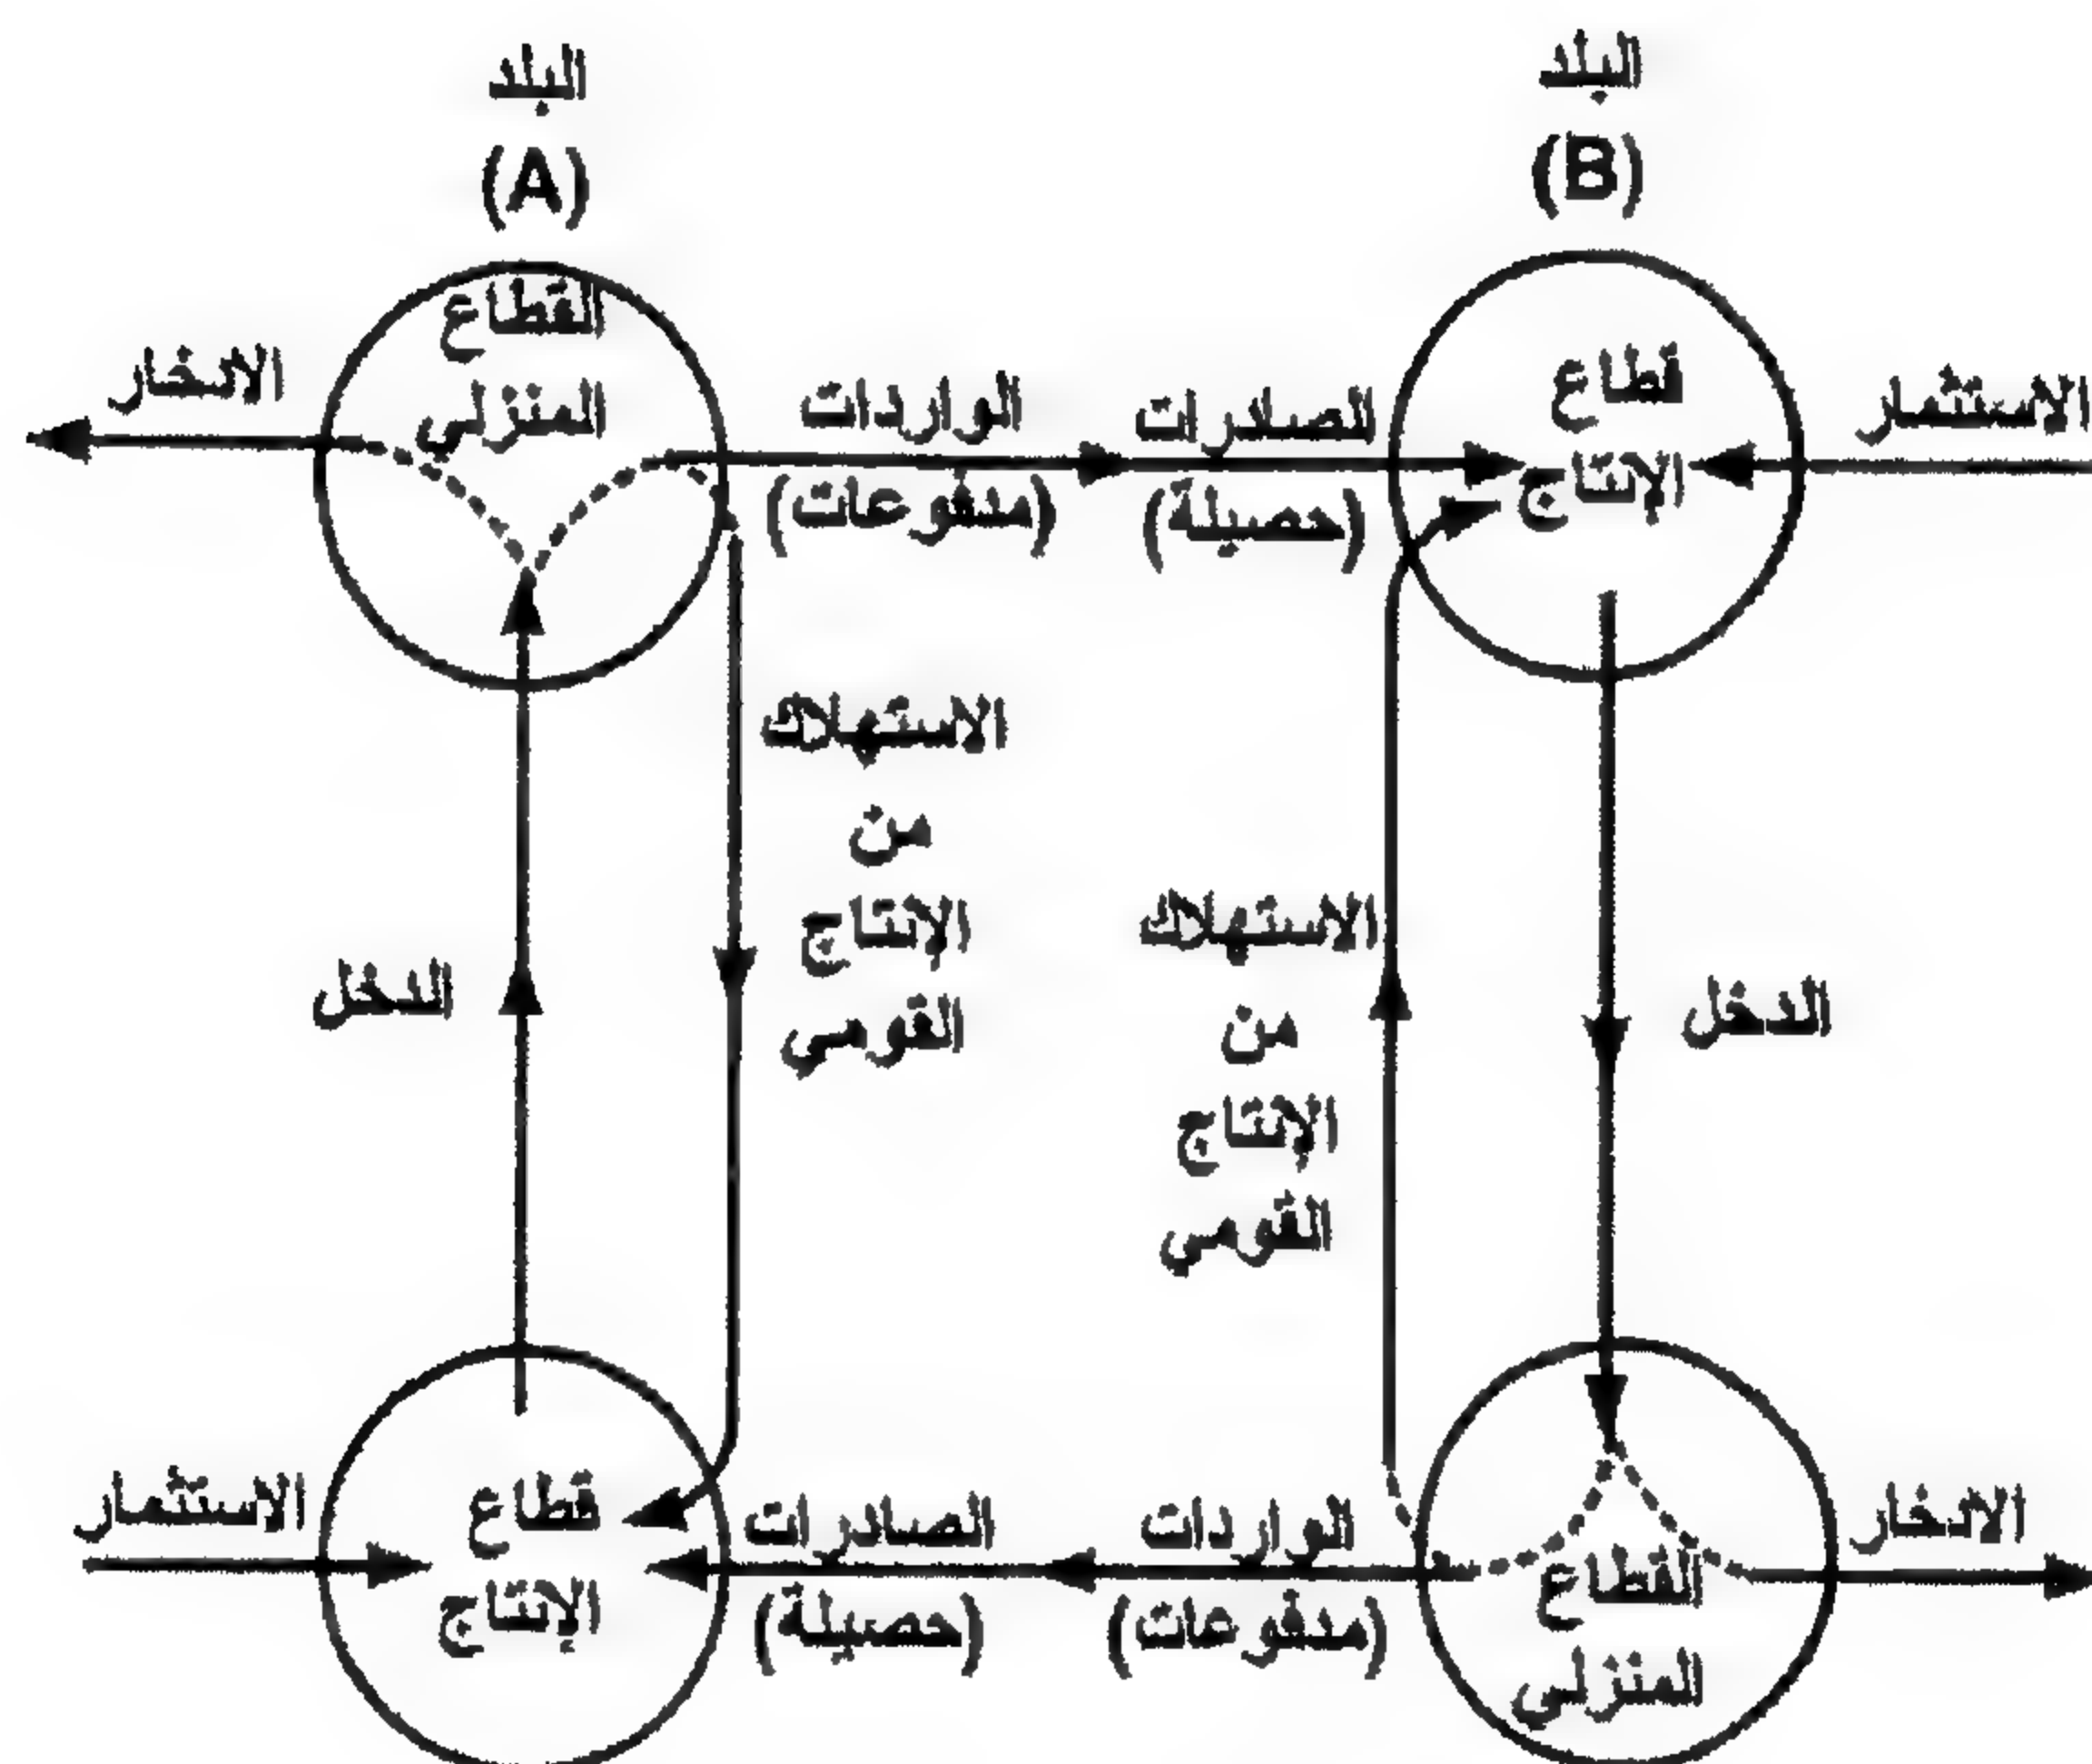 البلد
(A)
البلد
(B)
القطاع
المنزلي
الادخار
الواردات
(مدفوعات)
الصادرات
(حصيلة)
قطاع
الإنتاج
الاستثمار
الاستهلاك
من
الإنتاج
القومي
الدخل
الاستهلاك
من
الإنتاج
القومي
الدخل
الاستثمار
قطاع
الإنتاج
الصادرات
(حصيلة)
الواردات
(مدفوعات)
القطاع
المنزلي
الادخار